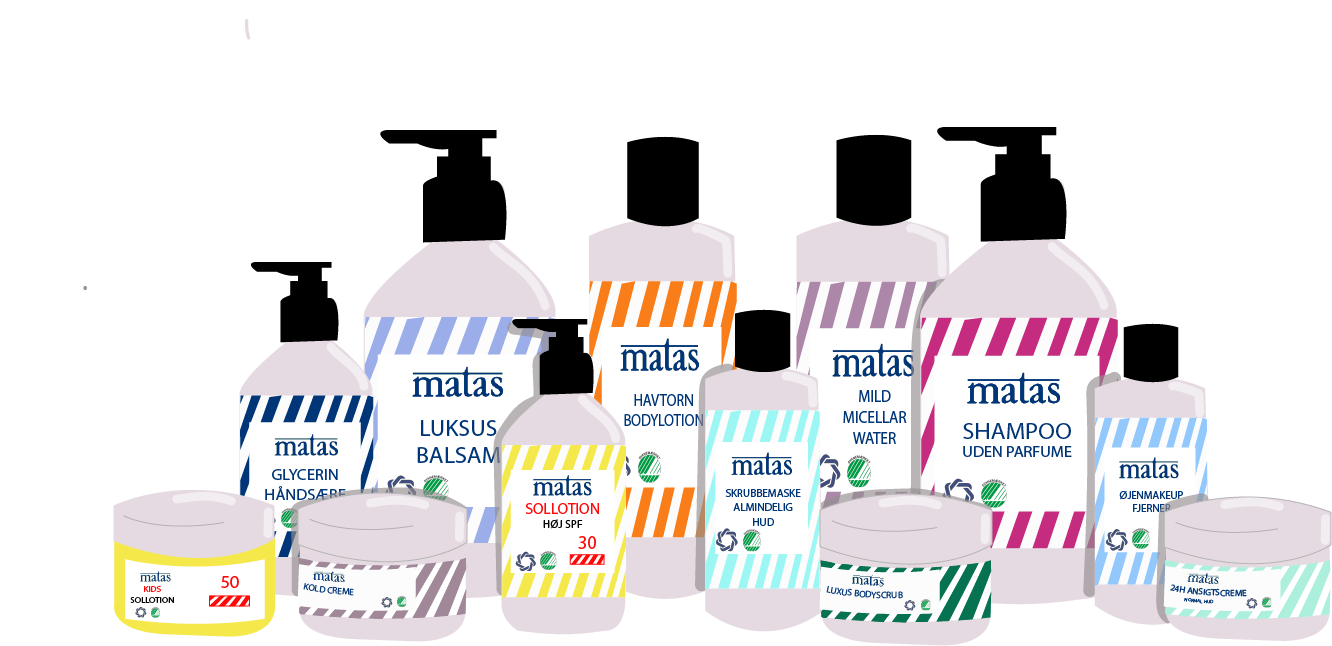 matas
LUKSUS
BALSAM
matas
HAVTORN
BODYLOTION
matas
MILD
MICELLAR
WATER
matas
SHAMPOO
UDEN PARFUME
matas
GLYCERIN
HÅNDSÆBE
matas
SOLLOTION
HØJ SPF
30
matas
SKRUBBEMASKE
ALMINDELIG
HUD
matas
ØJENMAKEUP
FJERNER
matas
KIDS
SOLLOTION
50
matas
KOLD CREME
matas
LUXUS BODYSCRUB
matas
24H ANSIGTSCREME
NORMAL HUD